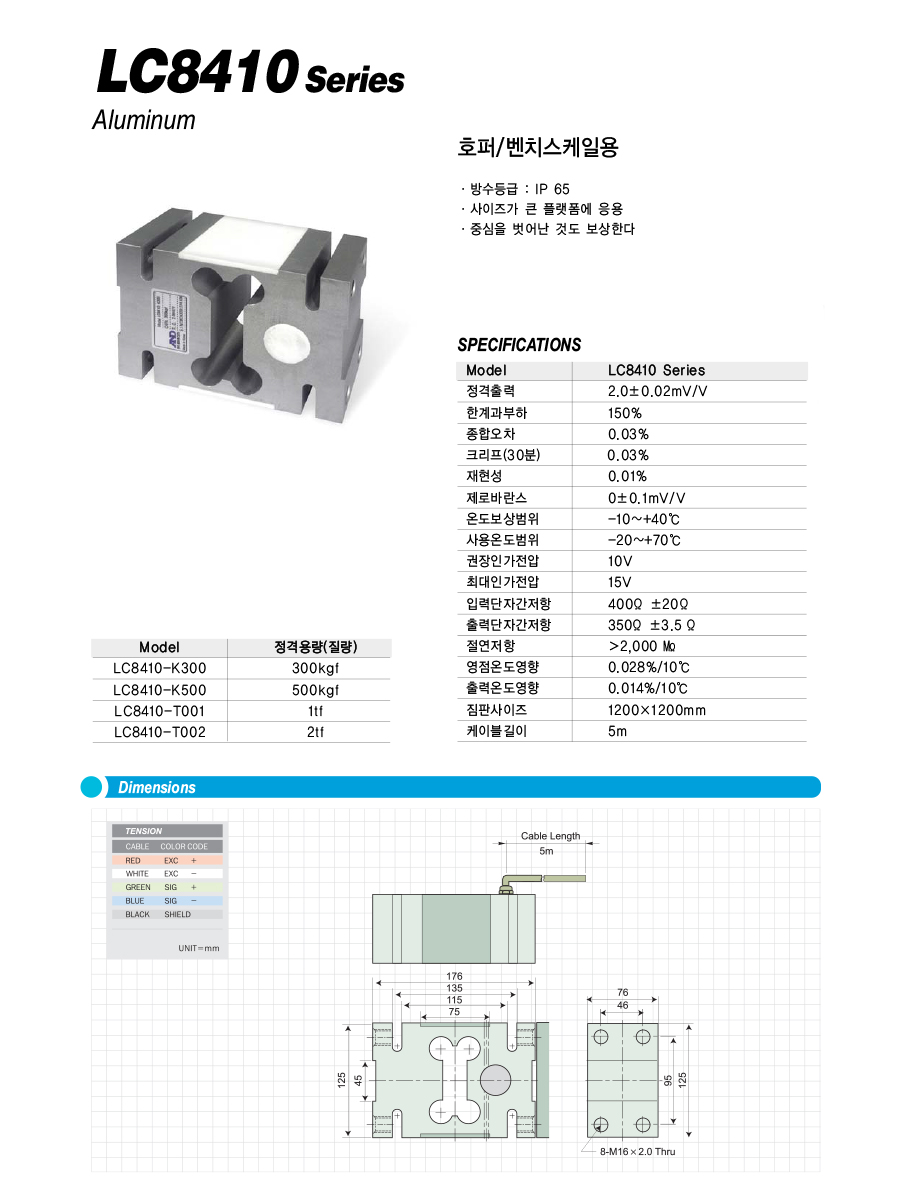 LC8410 Series
Aluminum
호퍼/벤치스케일용
· 방수등급 : IP 65
· 사이즈가 큰 플랫폼에 응용
· 중심을 벗어난 것도 보상한다
AND
SPECIFICATIONS
Model LC8410 Series
정격출력 2.0±0.02mV/V
한계과부하 150%
종합오차 0.03%
크리프(30분) 0.03%
재현성 0.01%
제로바란스 0±0.1mV/V
온도보상범위 -10~+40℃
사용온도범위 -20~+70℃
권장인가전압 10V
최대인가전압 15V
입력단자간저항 400Ω ±20Ω
출력단자간저항 350Ω ±3.5 Ω
절연저항 >2,000 ㏁
영점온도영향 0.028%/10℃
출력온도영향 0.014%/10℃
짐판사이즈 1200×1200mm
케이블길이 5m
Model 정격용량(질량)
LC8410-K300 300kgf
LC8410-K500 500kgf
LC8410-T001 1tf
LC8410-T002 2tf
Dimensions
TENSION
CABLE COLOR CODE
RED EXC +
WHITE EXC −
GREEN SIG +
BLUE SIG −
BLACK SHIELD
UNIT=mm
Cable Length
5m
176
135
115
75
125
45
76
46
95
125
8-M16×2.0 Thru